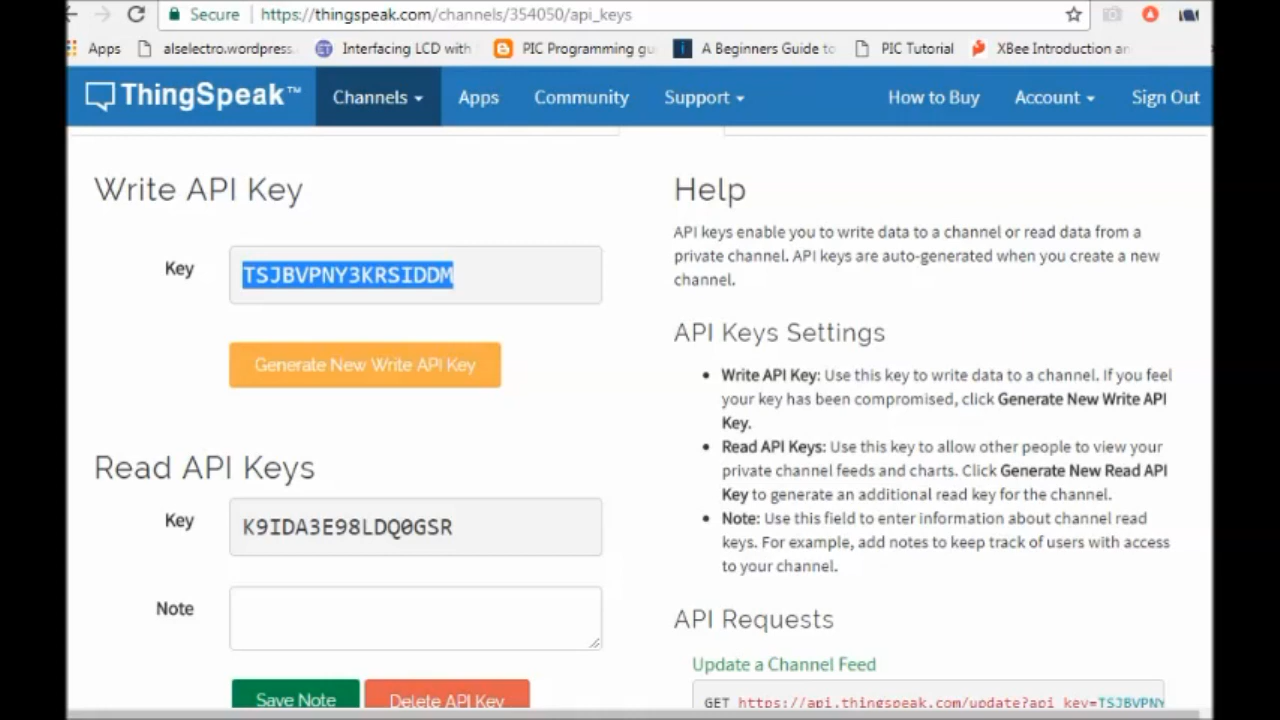 Secure https://thingspeak.com/channels/354050/api_keys
Apps alselectro.wordpress. Interfacing LCD with PIC Programming gu A Beginners Guide to PIC Tutorial XBee Introduction an
ThingSpeak™ Channels Apps Community Support How to Buy Account Sign Out
Write API Key
Key TSJBVPNY3KRSIDDM
Generate New Write API Key
Read API Keys
Key K9IDA3E98LDQ0GSR
Note
Save Note Delete API Key
Help
API keys enable you to write data to a channel or read data from a
private channel. API keys are auto-generated when you create a new
channel.
API Keys Settings
• Write API Key: Use this key to write data to a channel. If you feel
your key has been compromised, click Generate New Write API
Key.
• Read API Keys: Use this key to allow other people to view your
private channel feeds and charts. Click Generate New Read API
Key to generate an additional read key for the channel.
• Note: Use this field to enter information about channel read
keys. For example, add notes to keep track of users with access
to your channel.
API Requests
Update a Channel Feed
GET https://api.thingspeak.com/update?api_key=TSJBVPNY